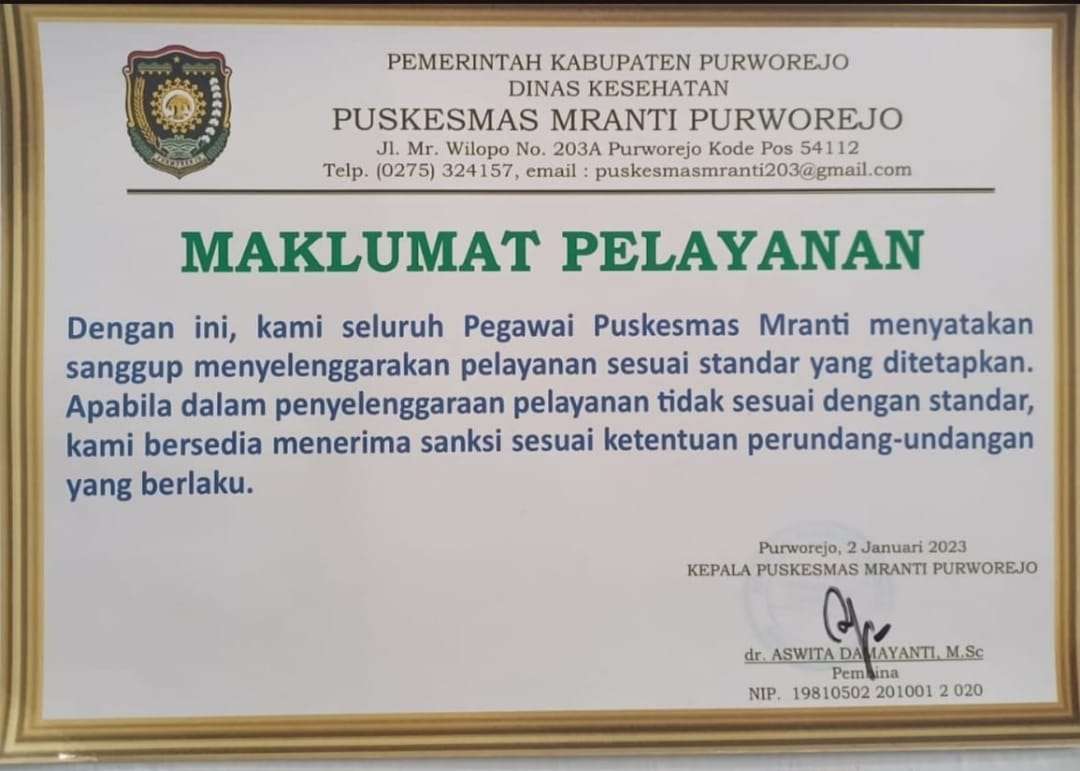 PEMERINTAH KABUPATEN PURWOREJO
DINAS KESEHATAN
PUSKESMAS MRANTI PURWOREJO
Jl. Mr. Wilopo No. 203A Purworejo Kode Pos 54112
Telp. (0275) 324157, email : puskesmasmranti203@gmail.com
PURWOREJO
MAKLUMAT PELAYANAN
Dengan ini, kami seluruh Pegawai Puskesmas Mranti menyatakan
sanggup menyelenggarakan pelayanan sesuai standar yang ditetapkan.
Apabila dalam penyelenggaraan pelayanan tidak sesuai dengan standar,
kami bersedia menerima sanksi sesuai ketentuan perundang-undangan
yang berlaku.
Purworejo, 2 Januari 2023
KEPALA PUSKESMAS MRANTI PURWOREJO
dr. ASWITA DAMAYANTI, M.Sc
Pembina
NIP. 19810502 201001 2 020